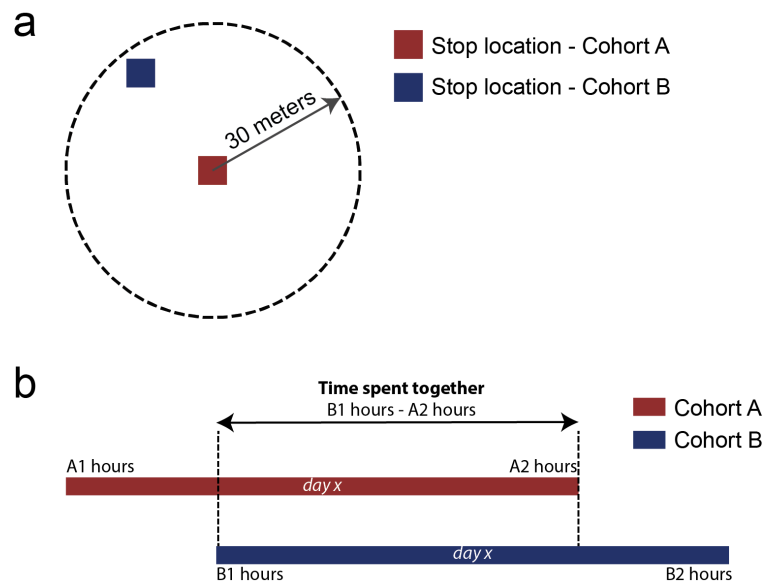 a
Stop location - Cohort A
Stop location - Cohort B
30 meters
b
Time spent together
B1 hours - A2 hours
Cohort A
Cohort B
A1 hours
A2 hours
day x
day x
B1 hours
B2 hours